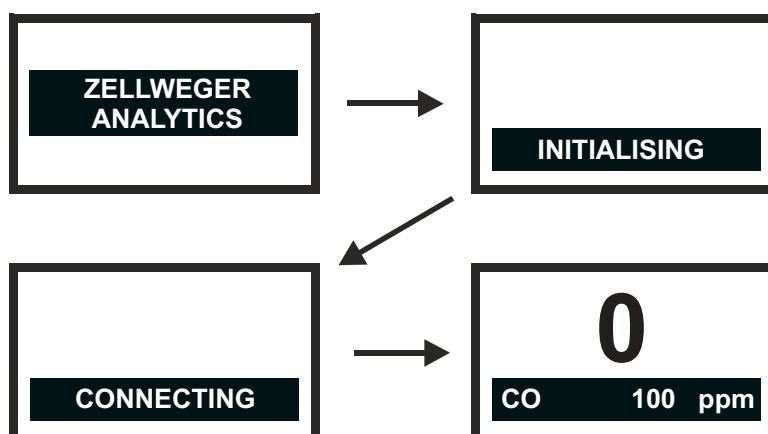 ZELLWEGER
ANALYTICS
INITIALISING
CONNECTING
0
CO 100 ppm